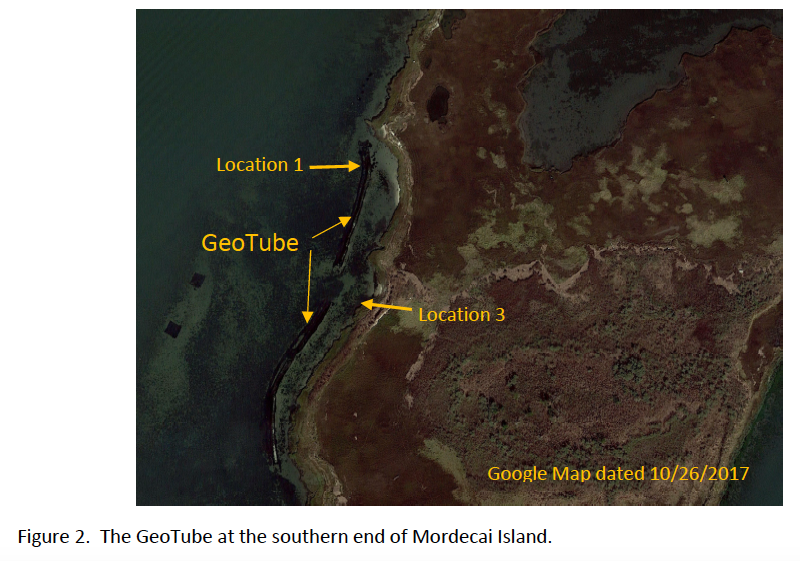 Location 1
GeoTube
Location 3
Google Map dated 10/26/2017
Figure 2.  The GeoTube at the southern end of Mordecai Island.